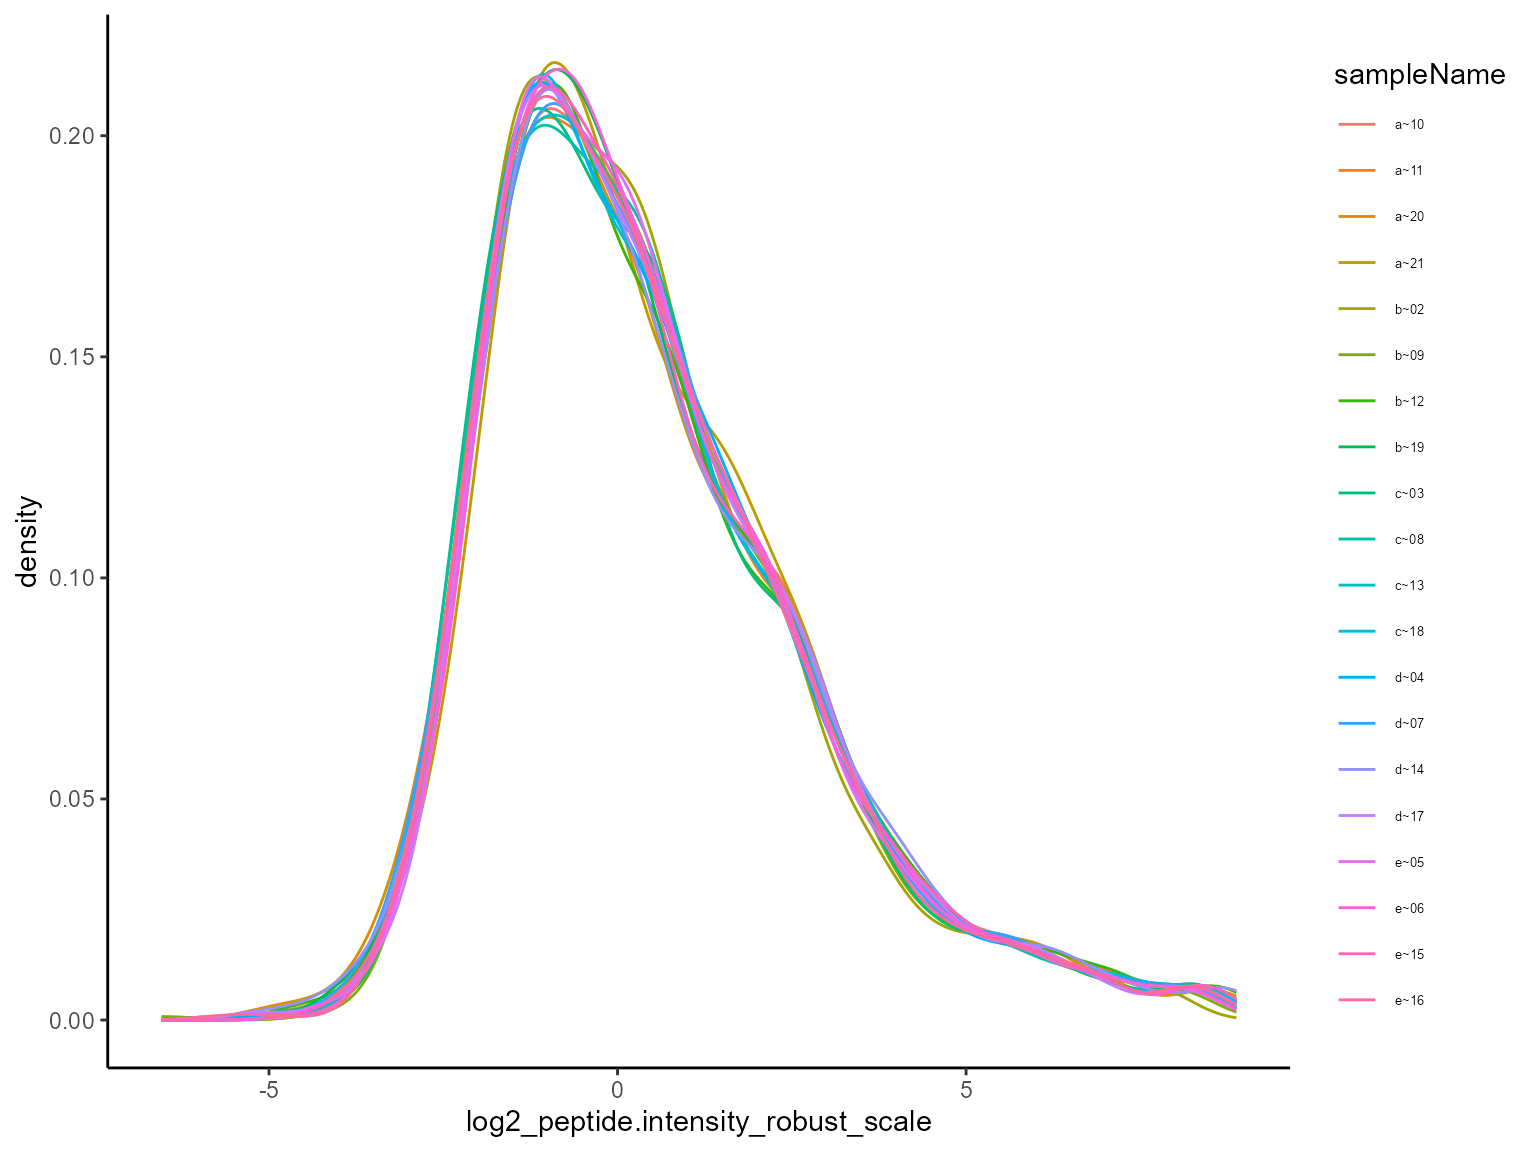 sampleName
a~10
a~11
a~20
a~21
b~02
b~09
b~12
b~19
c~03
c~08
c~13
c~18
d~04
d~07
d~14
d~17
e~05
e~06
e~15
e~16
density
0.20
0.15
0.10
0.05
0.00
-5 0 5
log2_peptide.intensity_robust_scale